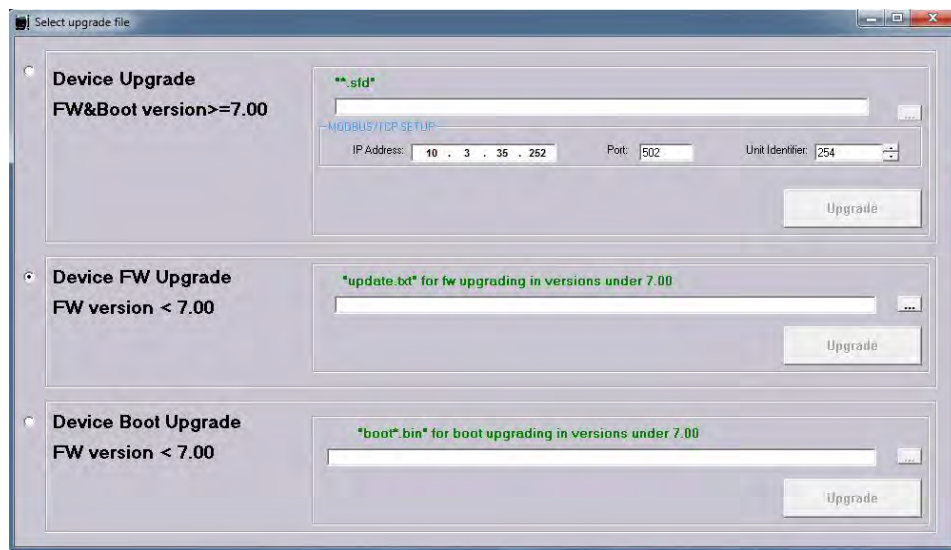 Select upgrade file
Device Upgrade
FW&Boot version>=7.00
"*.sfd"
...
MODBUS/TCP SETUP
IP Address: 10 . 3 . 35 . 252 Port: 502 Unit Identifier: 254
Upgrade
Device FW Upgrade
FW version < 7.00
"update.txt" for fw upgrading in versions under 7.00
...
Upgrade
Device Boot Upgrade
FW version < 7.00
"boot*.bin" for boot upgrading in versions under 7.00
...
Upgrade